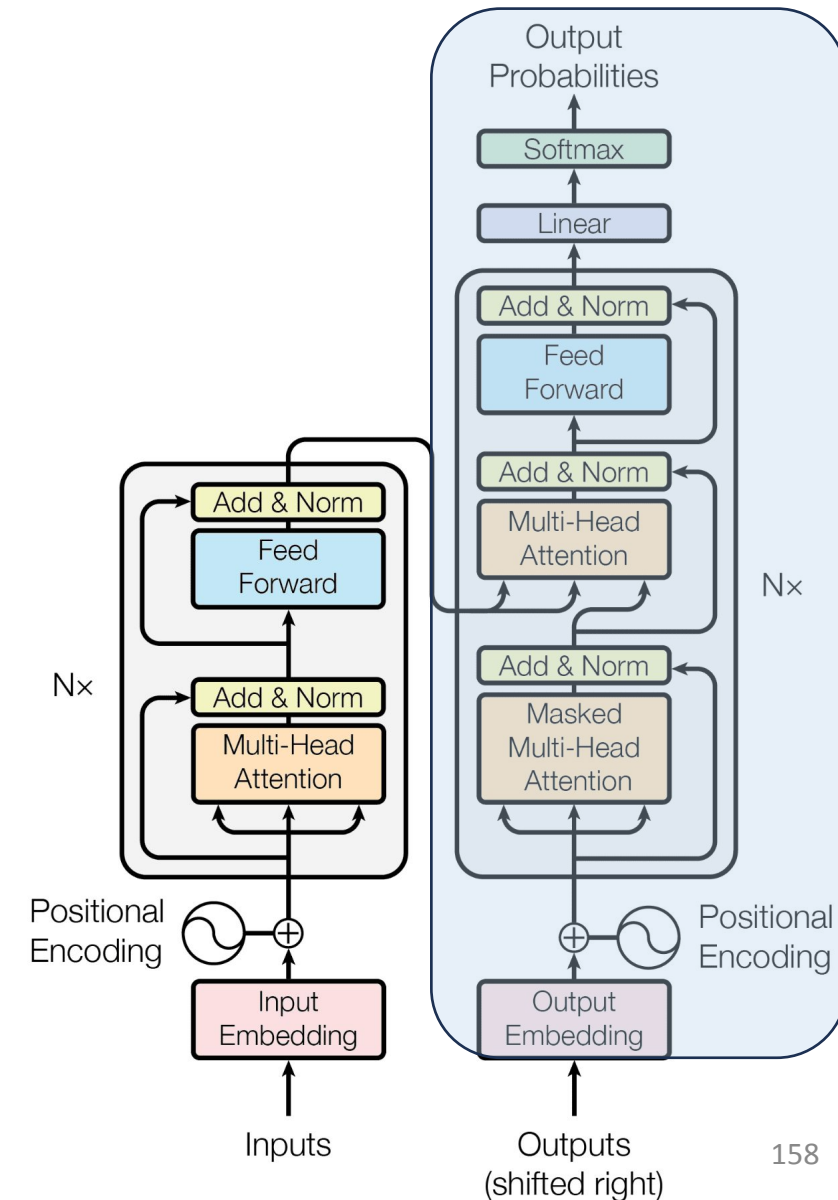 Output
Probabilities
Softmax
Linear
Add & Norm
Feed
Forward
Add & Norm
Multi-Head
Attention
N×
Add & Norm
Masked
Multi-Head
Attention
Positional
Encoding
Output
Embedding
Outputs
(shifted right)
Add & Norm
Feed
Forward
N×
Add & Norm
Multi-Head
Attention
Positional
Encoding
Input
Embedding
Inputs
158